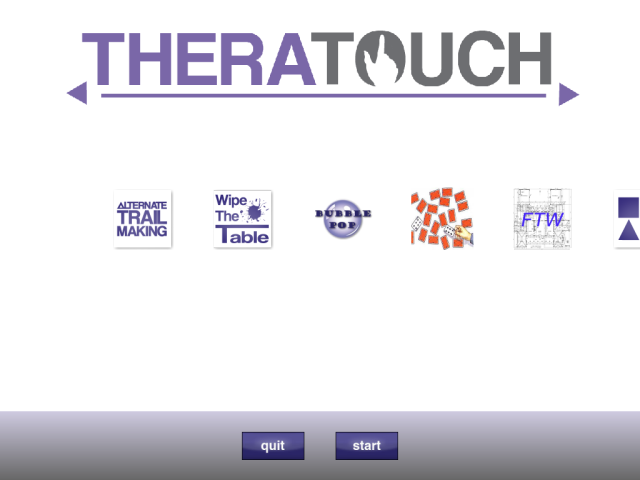 THERATOUCH
ALTERNATE
TRAIL
MAKING
Wipe
The
Table
BUBBLE
POP
FTW
quit
start